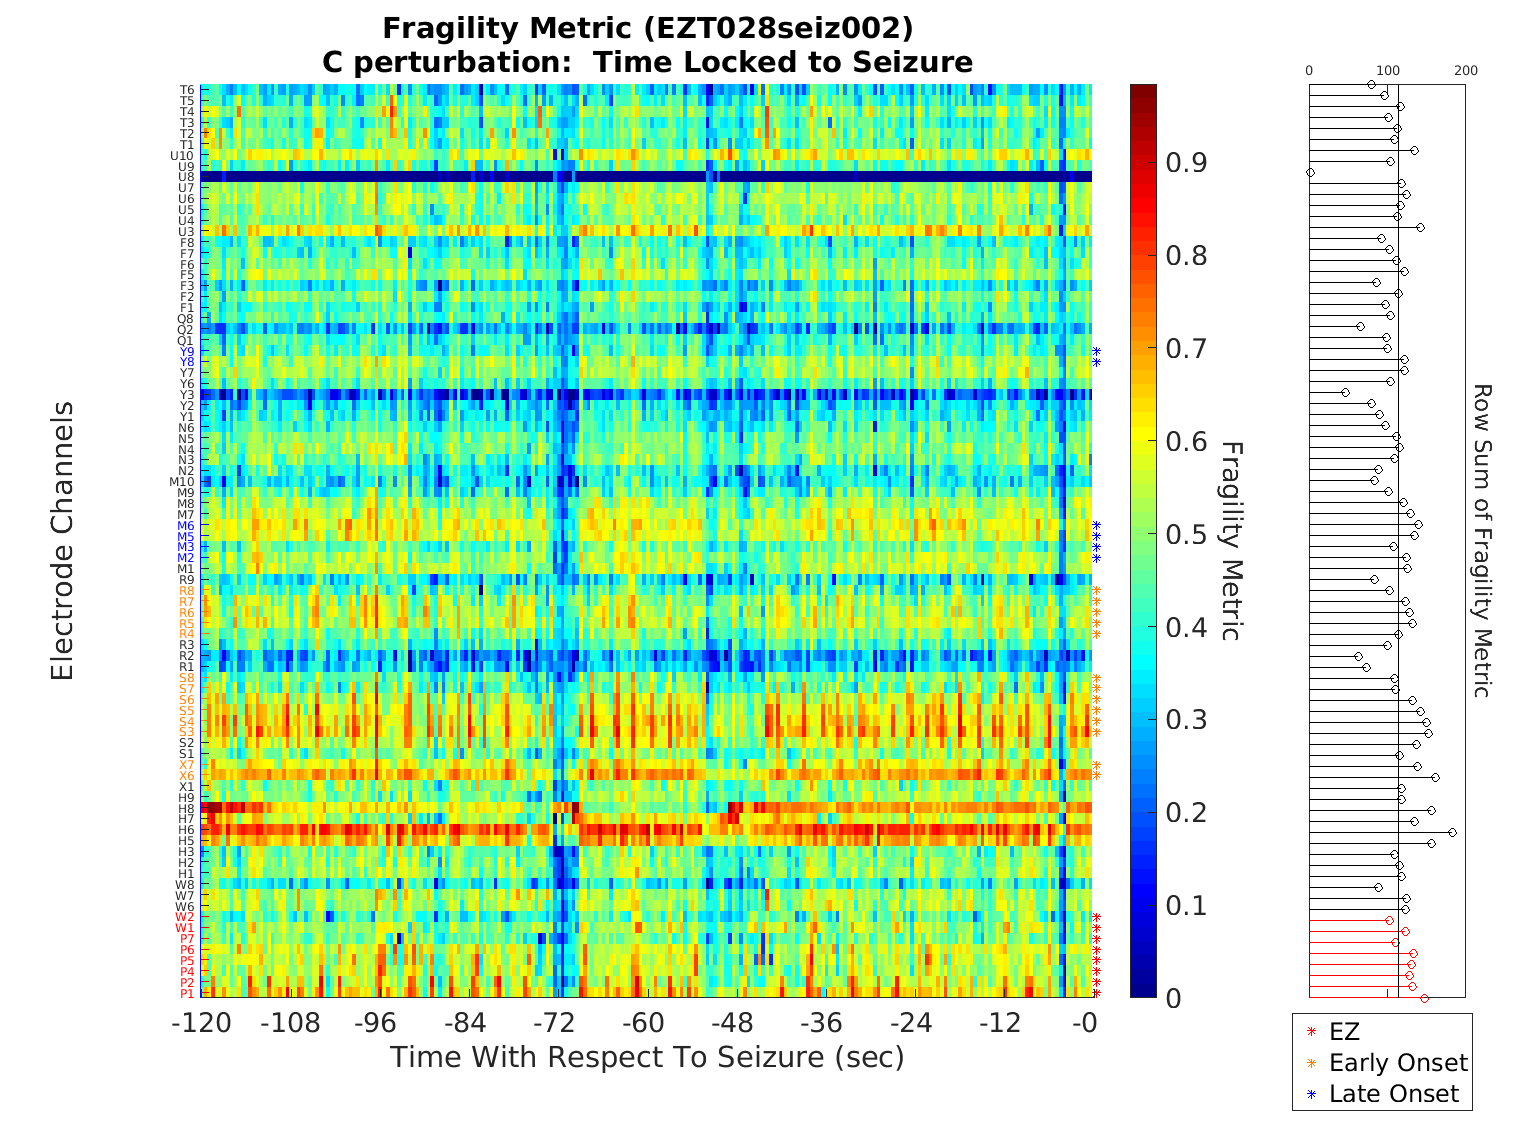 Fragility Metric (EZT028seiz002)
C perturbation:  Time Locked to Seizure
Electrode Channels
T6
T5
T4
T3
T2
T1
U10
U9
U8
U7
U6
U5
U4
U3
F8
F7
F6
F5
F3
F2
F1
Q8
Q2
Q1
Y9
Y8
Y7
Y6
Y3
Y2
Y1
N6
N5
N4
N3
N2
M10
M9
M8
M7
M6
M5
M3
M2
M1
R9
R8
R7
R6
R5
R4
R3
R2
R1
S8
S7
S6
S5
S4
S3
S2
S1
X7
X6
X1
H9
H8
H7
H6
H5
H3
H2
H1
W8
W7
W6
W2
W1
P7
P6
P5
P4
P2
P1
-120 -108 -96 -84 -72 -60 -48 -36 -24 -12 -0
Time With Respect To Seizure (sec)
0.9
0.8
0.7
0.6
0.5
0.4
0.3
0.2
0.1
0
Fragility Metric
0 100 200
Row Sum of Fragility Metric
EZ
Early Onset
Late Onset